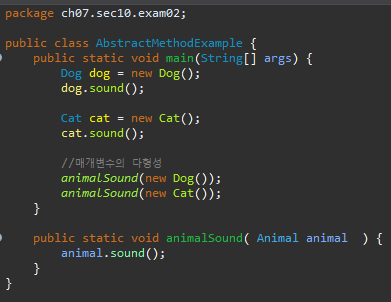 package ch07.sec10.exam02;
public class AbstractMethodExample {
public static void main(String[] args) {
Dog dog = new Dog();
dog.sound();
Cat cat = new Cat();
cat.sound();
//매개변수의 다형성
animalSound(new Dog());
animalSound(new Cat());
}
public static void animalSound( Animal animal  ) {
animal.sound();
}
}